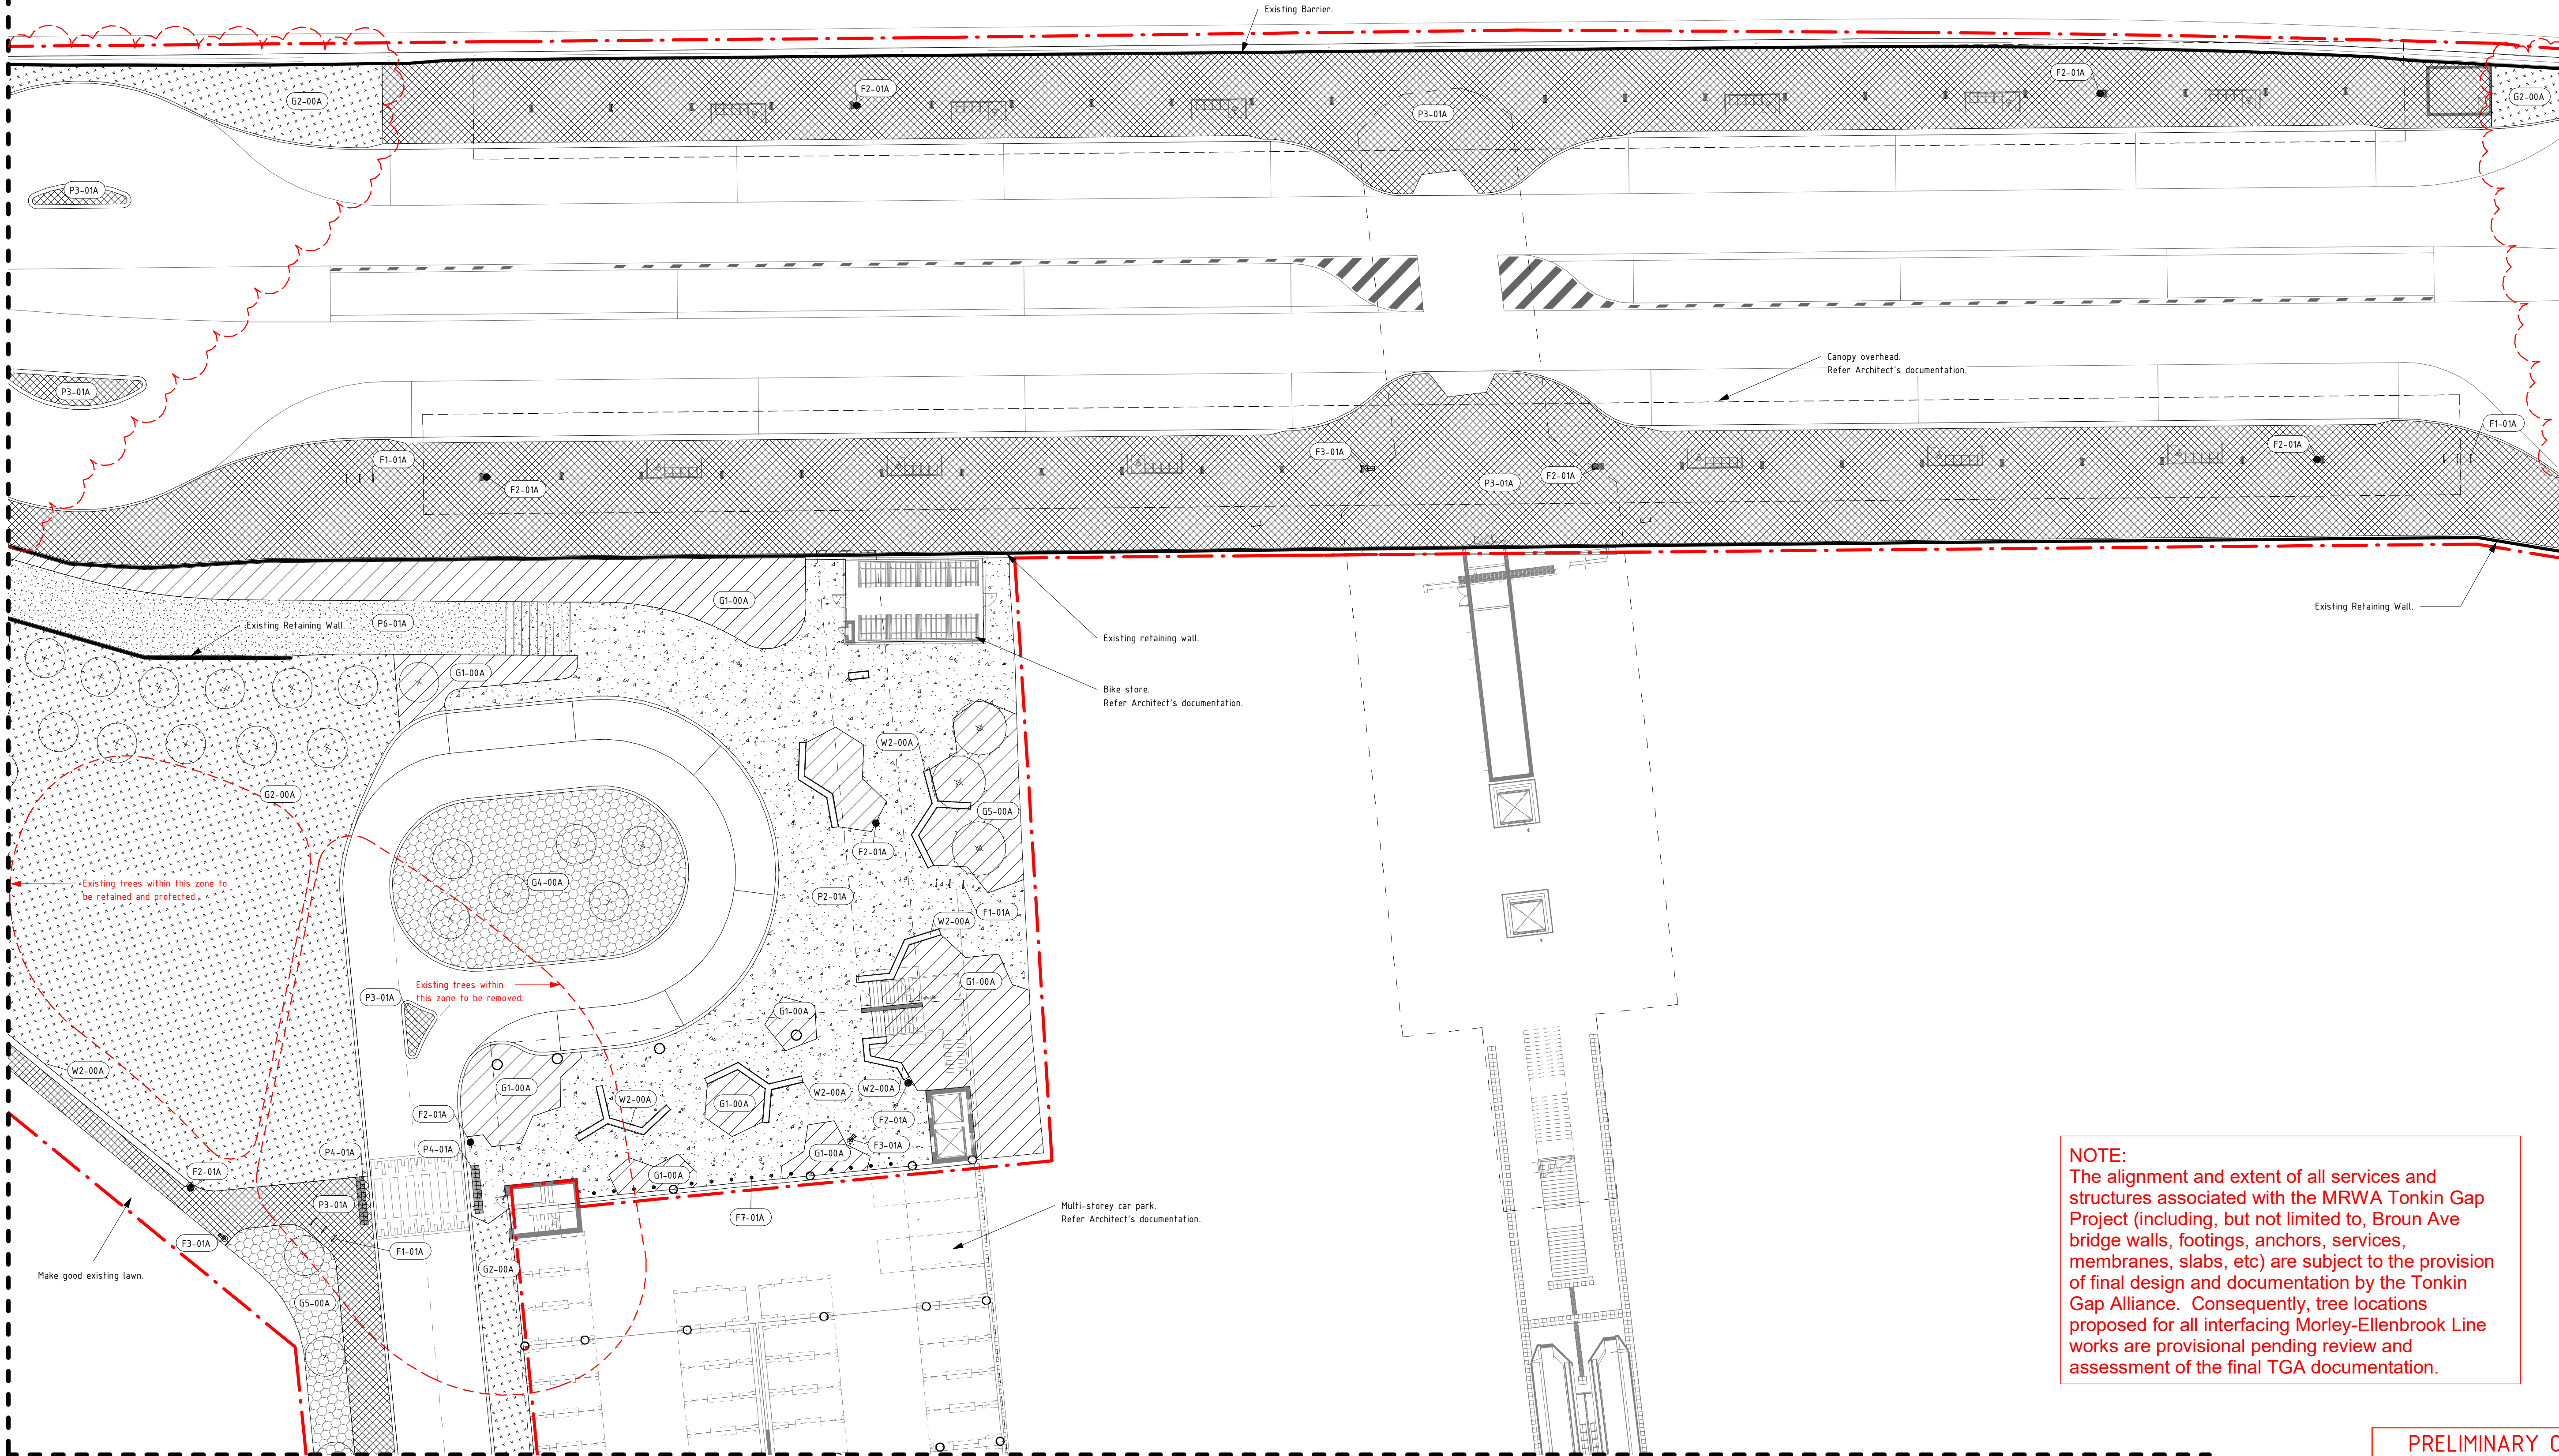 Existing Barrier.
F2-01A
F2-01A
G2-00A
G2-00A
P3-01A
P3-01A
Canopy overhead.
Refer Architect's documentation.
P3-01A
F1-01A
F3-01A
F2-01A
F1-01A
F2-01A
F2-01A
P3-01A
G1-00A
Existing Retaining Wall.
P6-01A
Existing Retaining Wall.
Existing retaining wall.
G1-00A
Bike store.
Refer Architect's documentation.
W2-00A
G2-00A
G5-00A
F2-01A
Existing trees within this zone to
be retained and protected.
G4-00A
P2-01A
F1-01A
W2-00A
Existing trees within
this zone to be removed.
G1-00A
P3-01A
G1-00A
W2-00A
G1-00A
W2-00A
W2-00A
W2-00A
G1-00A
F2-01A
F2-01A
P4-01A
P4-01A
F3-01A
G1-00A
F2-01A
G1-00A
P3-01A
F7-01A
Multi-storey car park.
Refer Architect's documentation.
F3-01A
F1-01A
G2-00A
Make good existing lawn.
G5-00A
NOTE:
The alignment and extent of all services and
structures associated with the MRWA Tonkin Gap
Project (including, but not limited to, Broun Ave
bridge walls, footings, anchors, services,
membranes, slabs, etc) are subject to the provision
of final design and documentation by the Tonkin
Gap Alliance. Consequently, tree locations
proposed for all interfacing Morley-Ellenbrook Line
works are provisional pending review and
assessment of the final TGA documentation.
PRELIMINARY